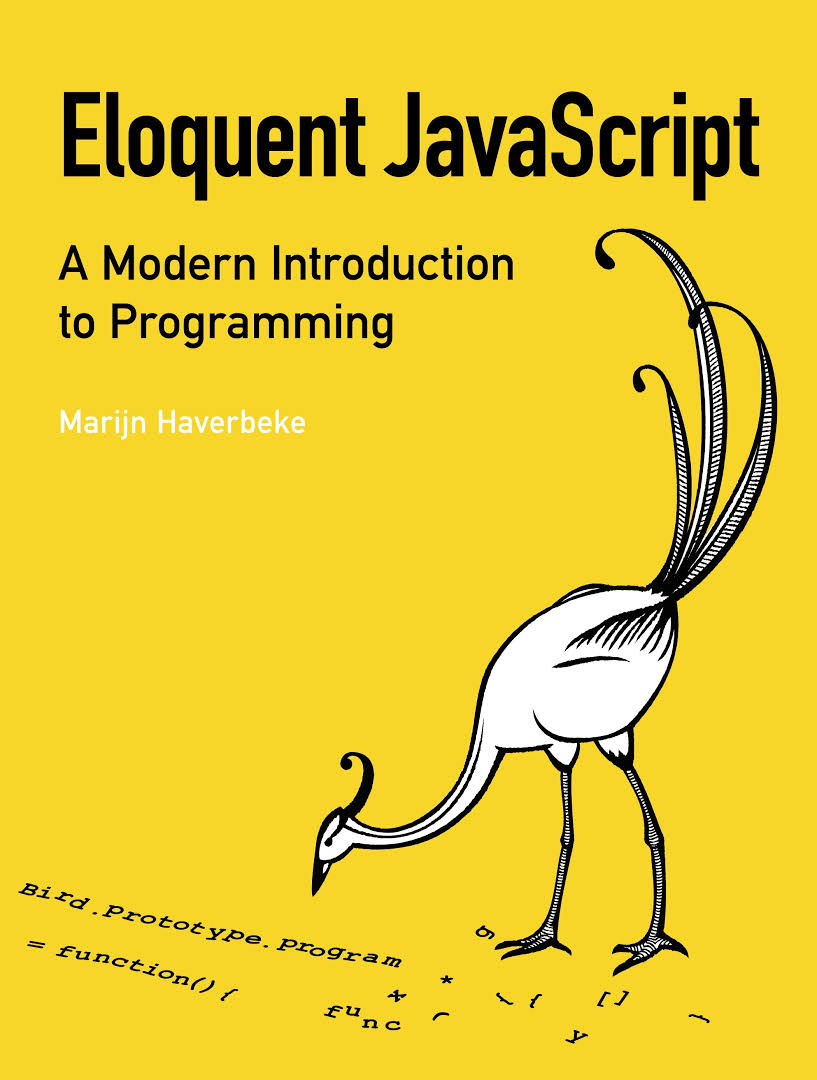 Eloquent JavaScript
A Modern Introduction
to Programming
Marijn Haverbeke
Bird.prototype.program
= function() {
func
x
(
*
g
} {
[]
y
{